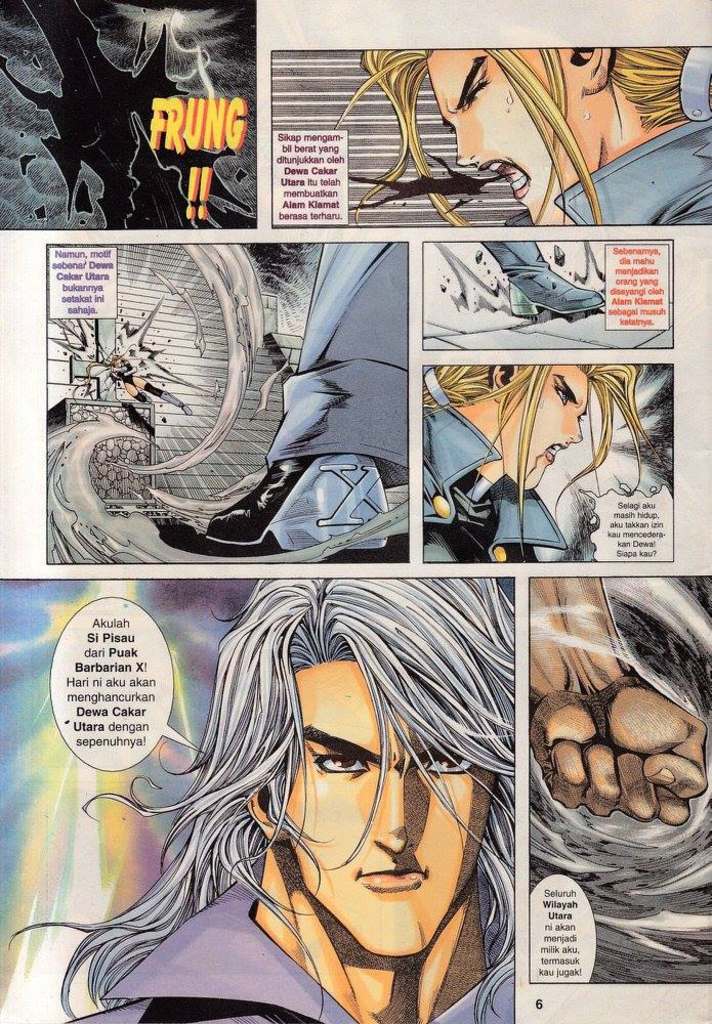 FRUNG
!!
Sikap mengam-
bil berat yang
ditunjukkan oleh
Dewa Cakar
Utara itu telah
membuatkan
Alam Kiamat
berasa terharu.
Namun, motif
sebenar Dewa
Cakar Utara
bukannya
setakat ini
sahaja.
Sebenarnya,
dia mahu
menjadikan
orang yang
disayangi oleh
Alam Kiamat
sebagai musuh
ketatnya.
X
Selagi aku
masih hidup,
aku takkan izin
kau mencedera-
kan Dewa!
Siapa kau?
Akulah
Si Pisau
dari Puak
Barbarian X!
Hari ni aku akan
menghancurkan
Dewa Cakar
Utara dengan
sepenuhnya!
Seluruh
Wilayah
Utara
ni akan
menjadi
milik aku,
termasuk
kau jugak!
6